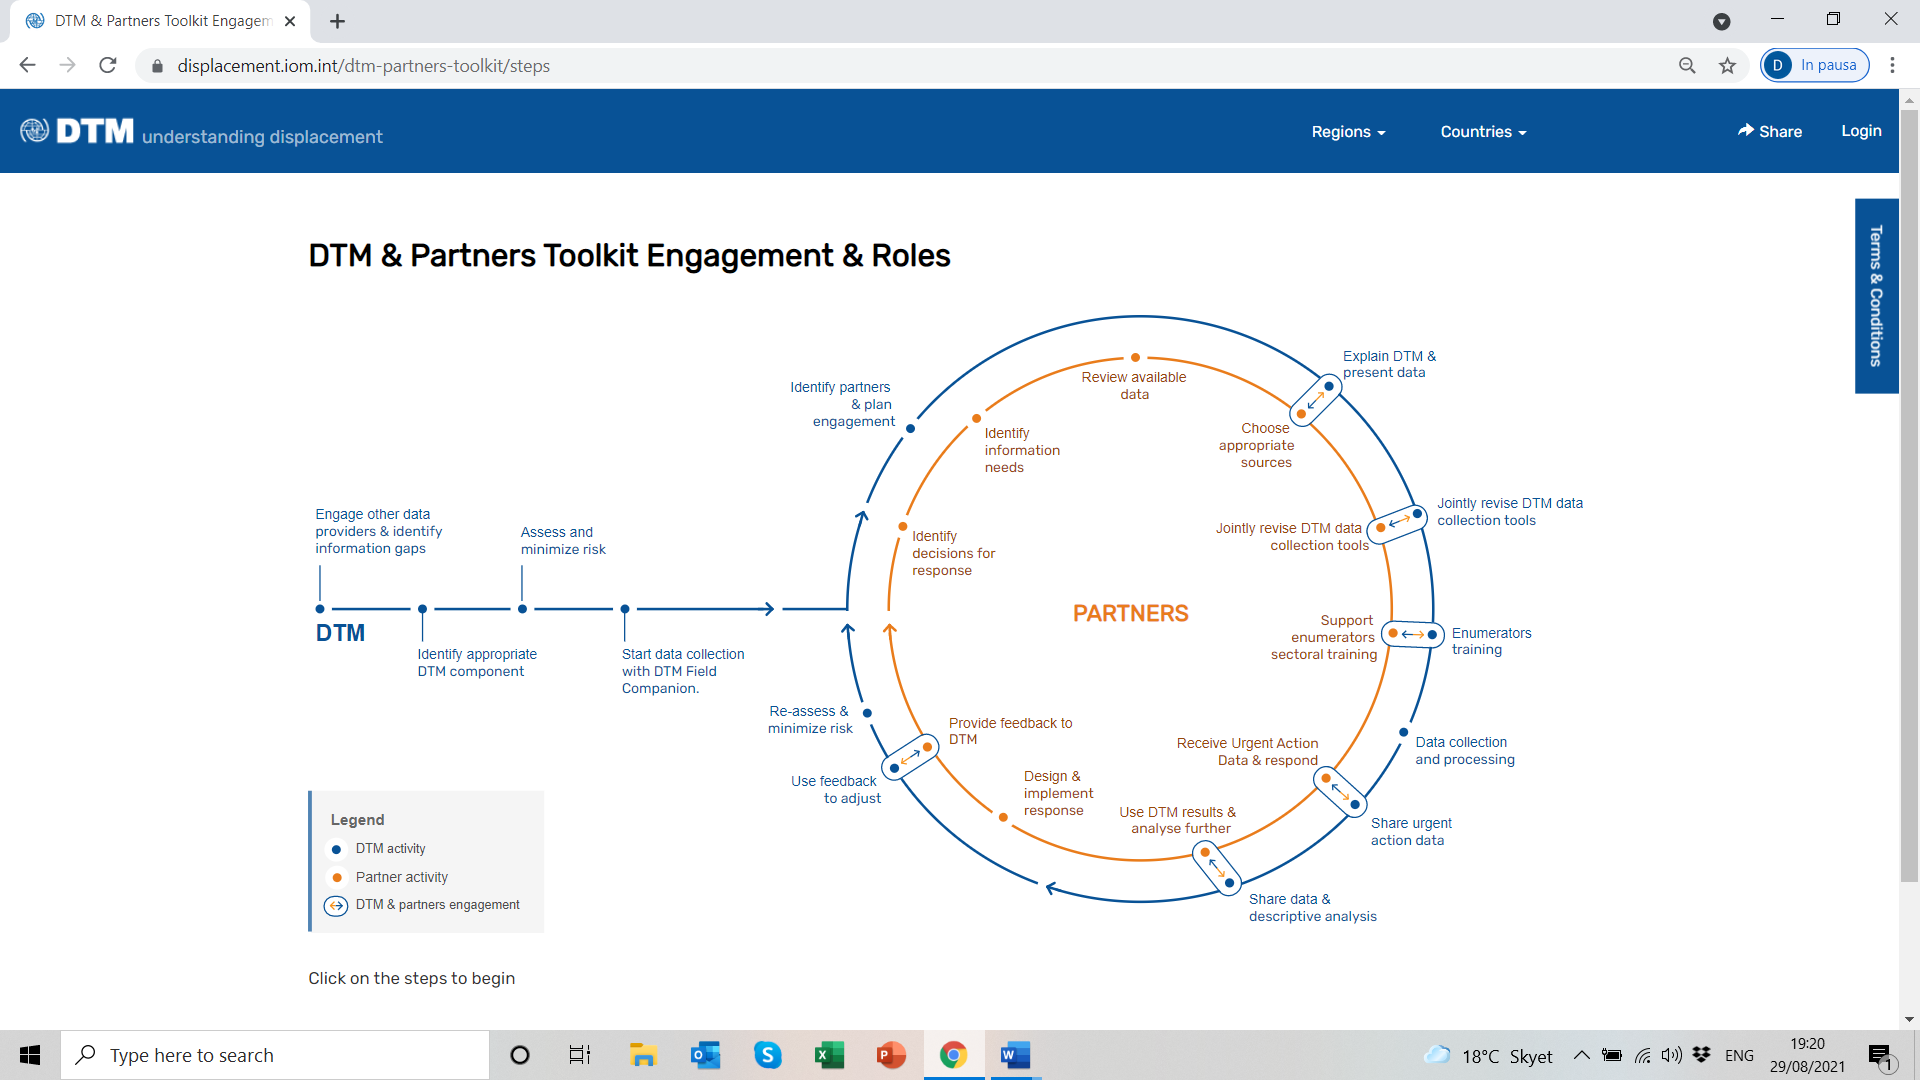 DTM & Partners Toolkit Engagem
displacement.iom.int/dtm-partners-toolkit/steps
D In pausa
DTM understanding displacement
Regions
Countries
Share
Login
Terms & Conditions
DTM & Partners Toolkit Engagement & Roles
Explain DTM &
present data
Identify partners
& plan
engagement
Review available
data
Identify
information
needs
Choose
appropriate
sources
Jointly revise DTM data
collection tools
Jointly revise DTM data
collection tools
Engage other data
providers & identify
information gaps
Assess and
minimize risk
Identify
decisions for
response
DTM
PARTNERS
Support
enumerators
sectoral training
Enumerators
training
Identify appropriate
DTM component
Start data collection
with DTM Field
Companion.
Re-assess &
minimize risk
Provide feedback to
DTM
Receive Urgent Action
Data & respond
Data collection
and processing
Use feedback
to adjust
Design &
implement
response
Use DTM results &
analyse further
Share urgent
action data
Share data &
descriptive analysis
Legend
DTM activity
Partner activity
DTM & partners engagement
Click on the steps to begin
Type here to search
18°C Skyet
ENG
19:20
29/08/2021
1